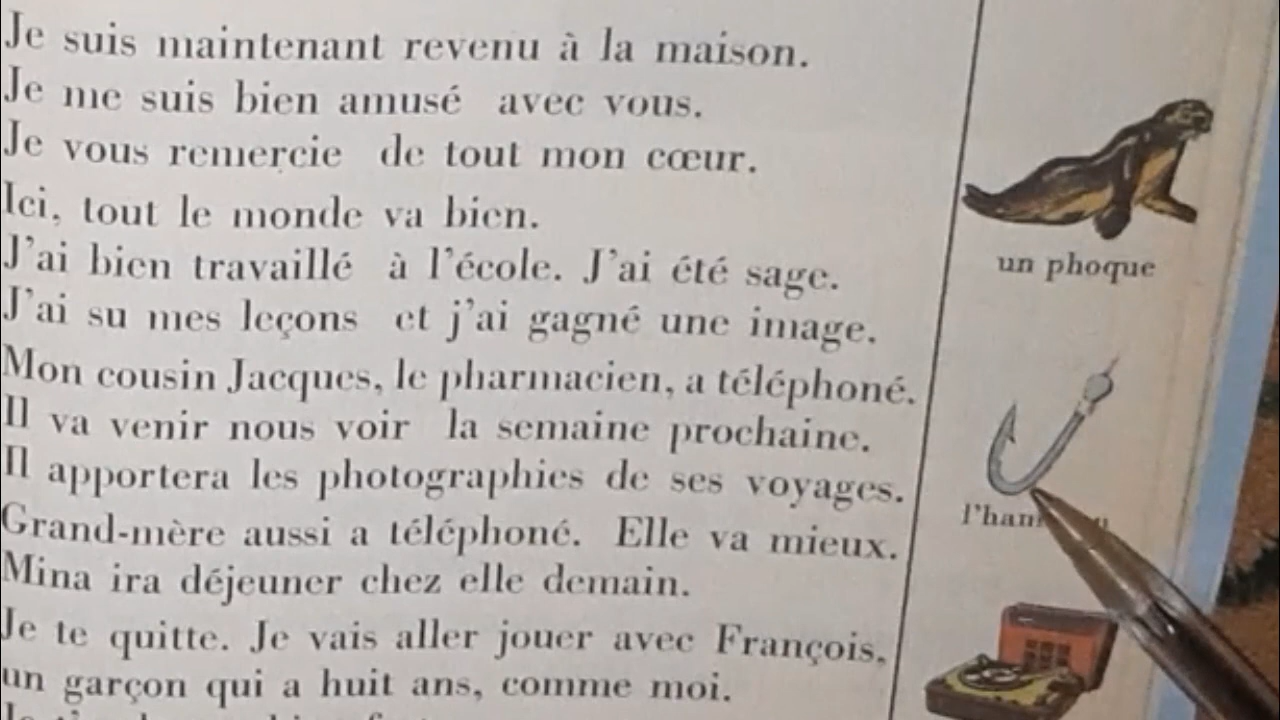 Je suis maintenant revenu à la maison.
Je me suis bien amusé avec vous.
Je vous remercie de tout mon cœur.
Ici, tout le monde va bien.
J'ai bien travaillé à l'école. J'ai été sage.
J'ai su mes leçons et j'ai gagné une image.
Mon cousin Jacques, le pharmacien, a téléphoné.
Il va venir nous voir la semaine prochaine.
Il apportera les photographies de ses voyages.
Grand-mère aussi a téléphoné. Elle va mieux.
Mina ira déjeuner chez elle demain.
Je te quitte. Je vais aller jouer avec François,
un garçon qui a huit ans, comme moi.
un phoque